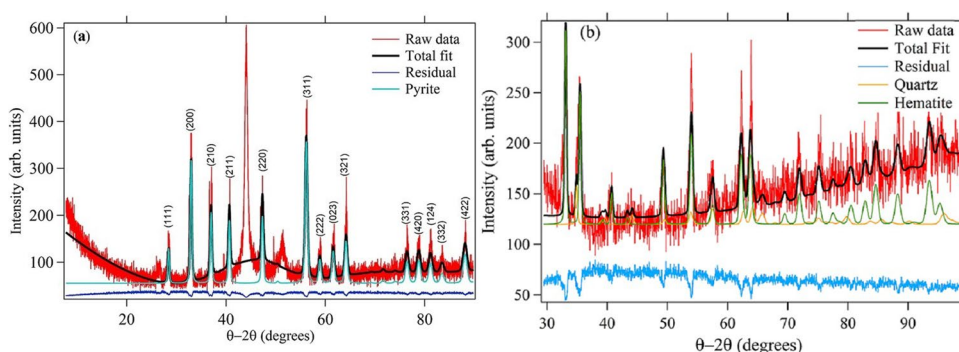 (a)
Raw data
Total fit
Residual
Pyrite
Intensity (arb. units)
600
500
400
300
200
100
(111)
(200)
(210)
(211)
(220)
(311)
(222)
(023)
(321)
(331)
(420)
(124)
(332)
(422)
20
40
60
80
θ–2θ (degrees)
(b)
Raw data
Total Fit
Residual
Quartz
Hematite
Intensity (arb. units)
300
250
200
150
100
50
30
40
50
60
70
80
90
θ–2θ (degrees)